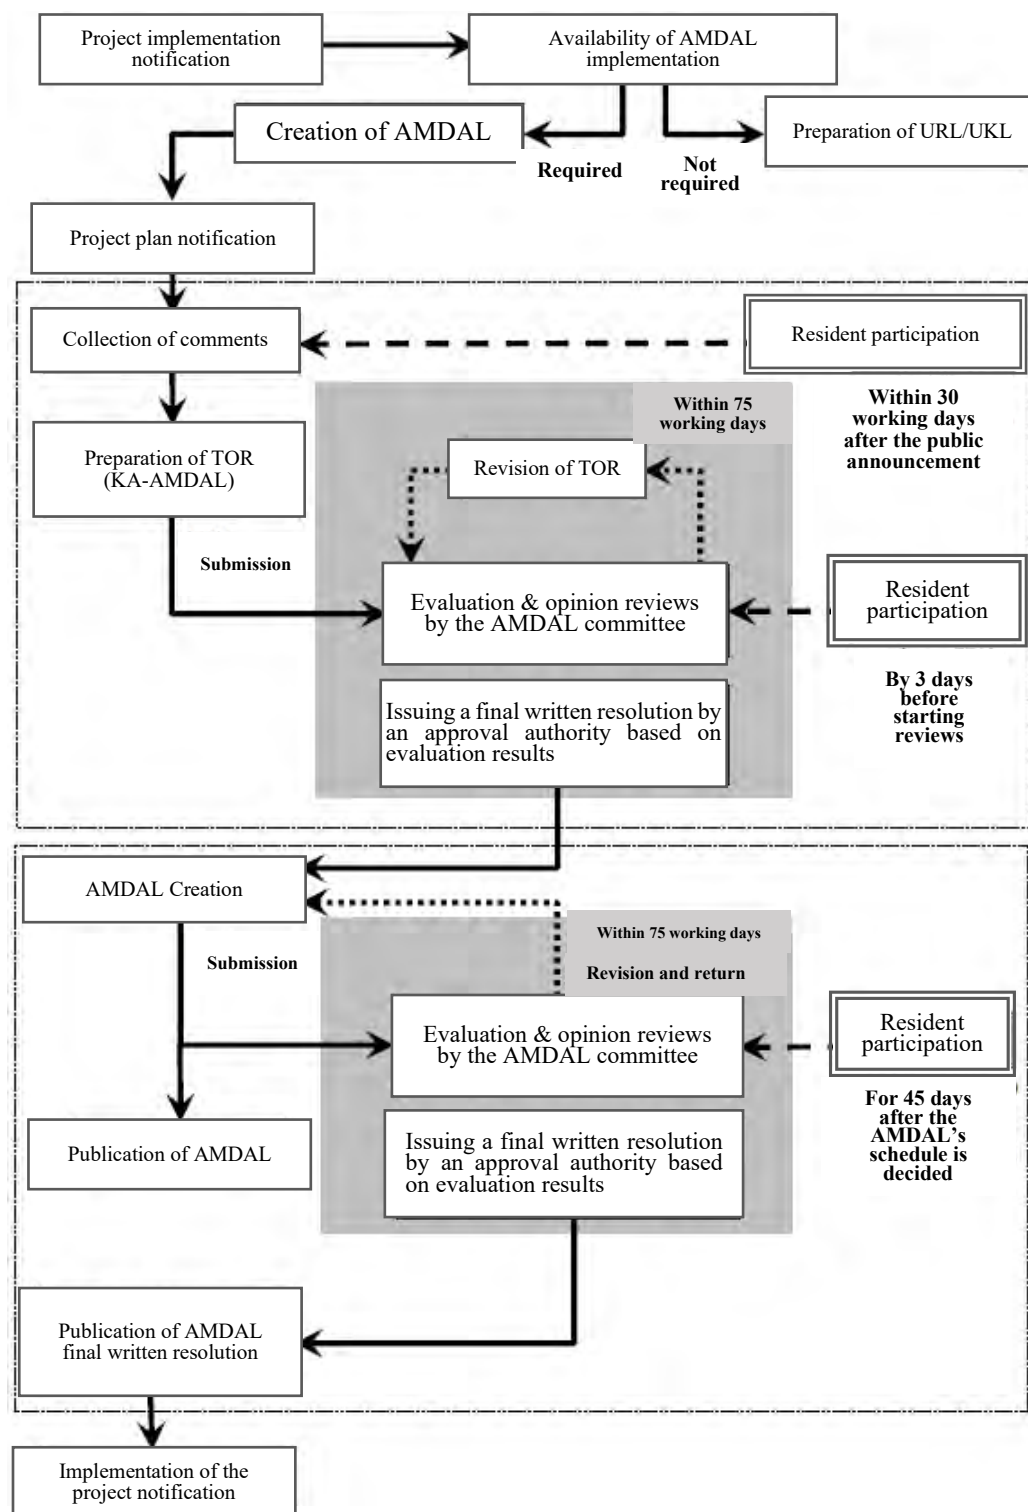 Project implementation
notification
Availability of AMDAL
implementation
Creation of AMDAL
Preparation of URL/UKL
Required
Not
required
Project plan notification
Collection of comments
Resident participation
Within 30
working days
after the public
announcement
Within 75
working days
Preparation of TOR
(KA-AMDAL)
Revision of TOR
Submission
Evaluation & opinion reviews
by the AMDAL committee
Resident
participation
By 3 days
before
starting
reviews
Issuing a final written resolution by
an approval authority based on
evaluation results
AMDAL Creation
Within 75 working days
Submission
Revision and return
Evaluation & opinion reviews
by the AMDAL committee
Resident
participation
For 45 days
after the
AMDAL’s
schedule is
decided
Publication of AMDAL
Issuing a final written resolution
by an approval authority based
on evaluation results
Publication of AMDAL
final written resolution
Implementation of the
project notification